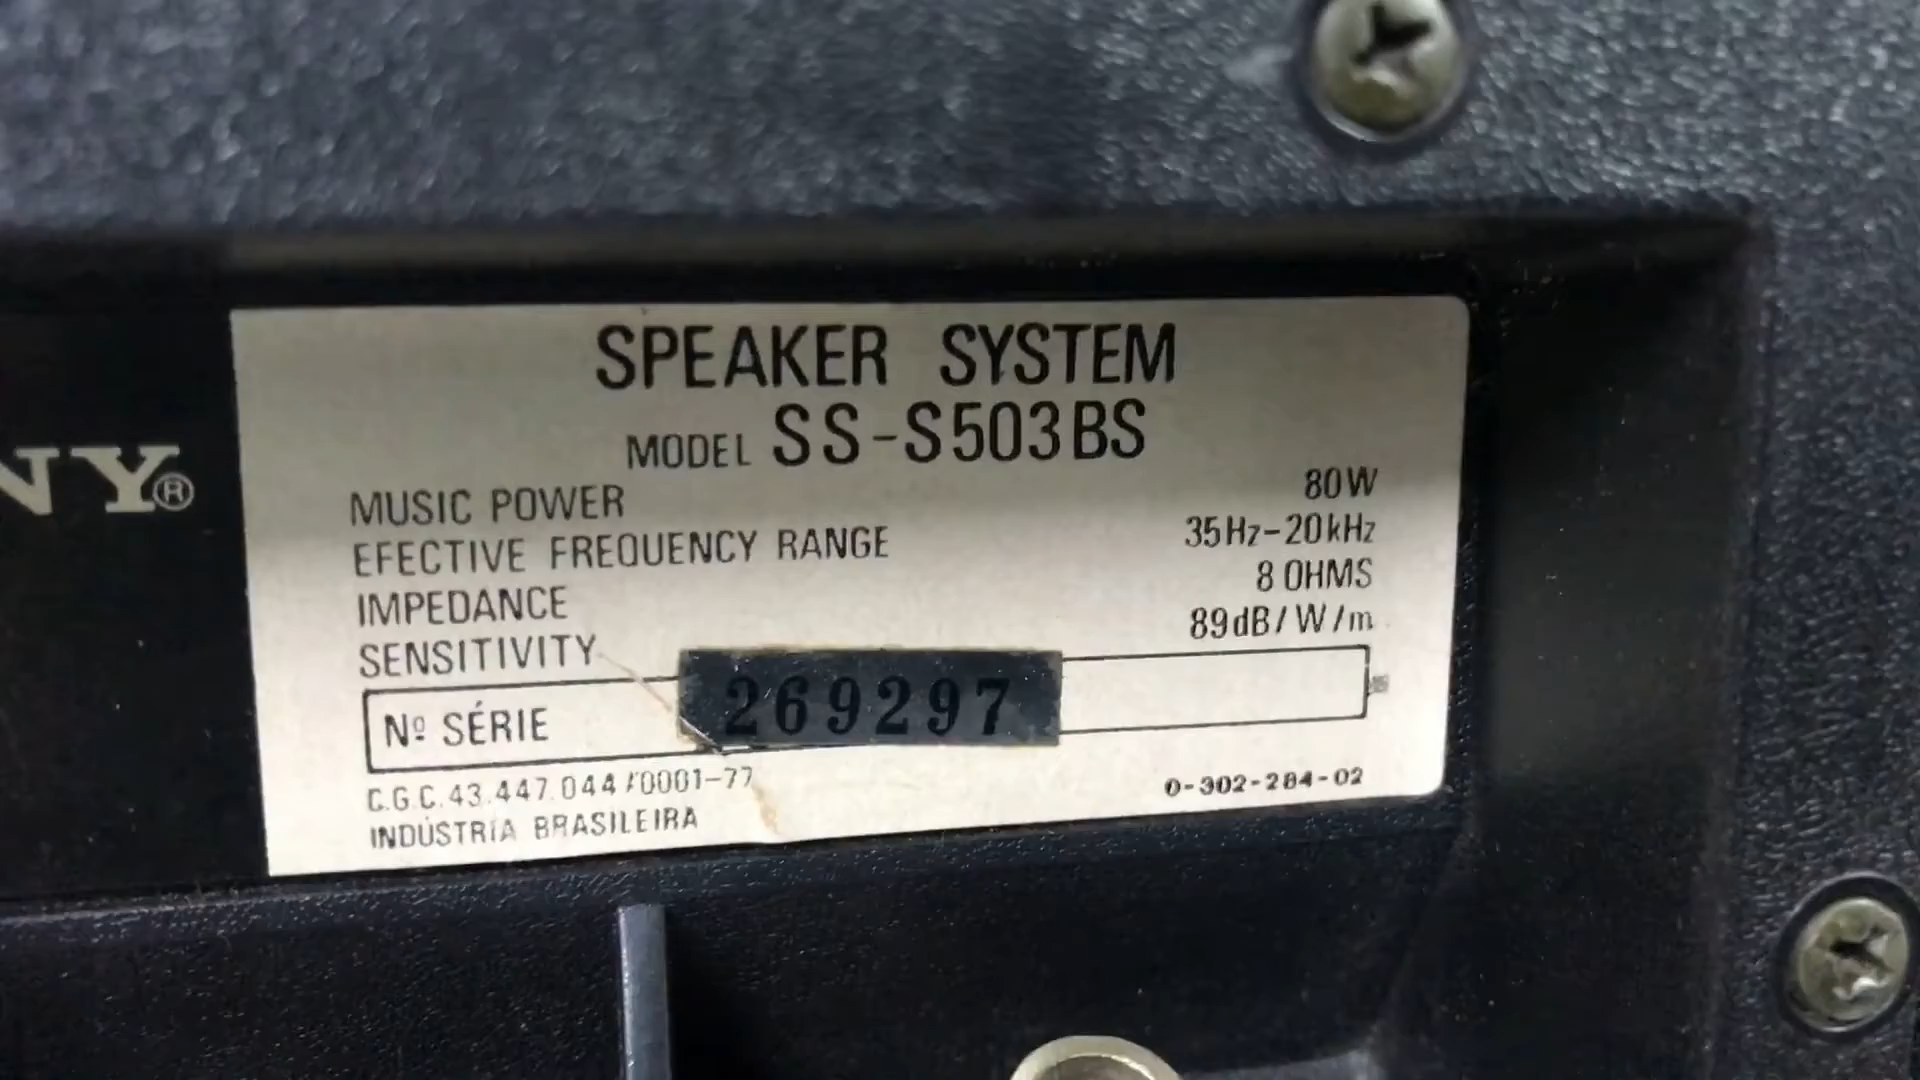 NY®
SPEAKER SYSTEM
MODEL SS-S503BS
MUSIC POWER 80W
EFECTIVE FREQUENCY RANGE 35Hz-20kHz
IMPEDANCE 8 OHMS
SENSITIVITY 89dB/W/m
Nº SÉRIE 269297
C.G.C.43.447.044/0001-77
INDÚSTRIA BRASILEIRA
0-302-284-02